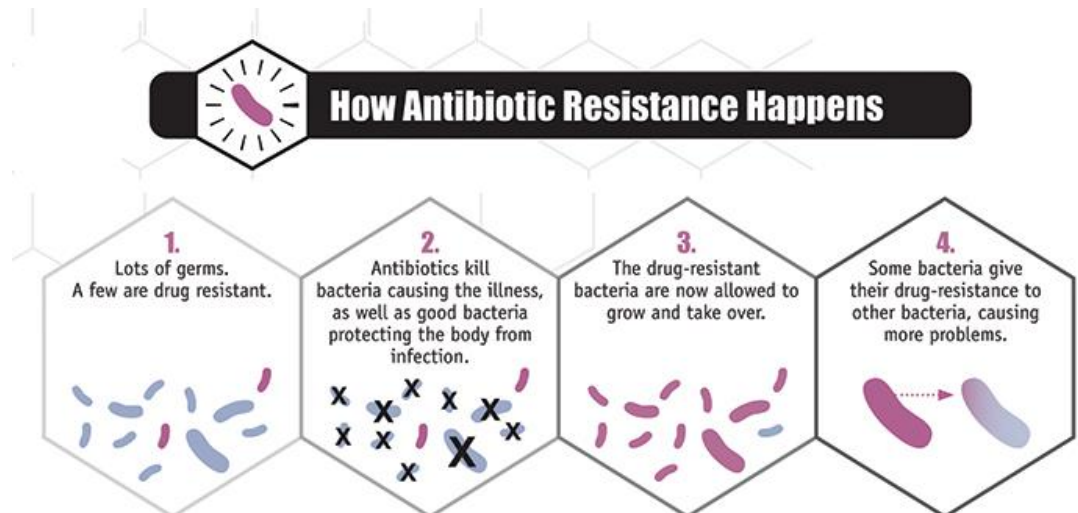 How Antibiotic Resistance Happens
1.
Lots of germs.
A few are drug resistant.
2.
Antibiotics kill
bacteria causing the illness,
as well as good bacteria
protecting the body from
infection.
X X X X X X X X X X
3.
The drug-resistant
bacteria are now allowed to
grow and take over.
4.
Some bacteria give
their drug-resistance to
other bacteria, causing
more problems.